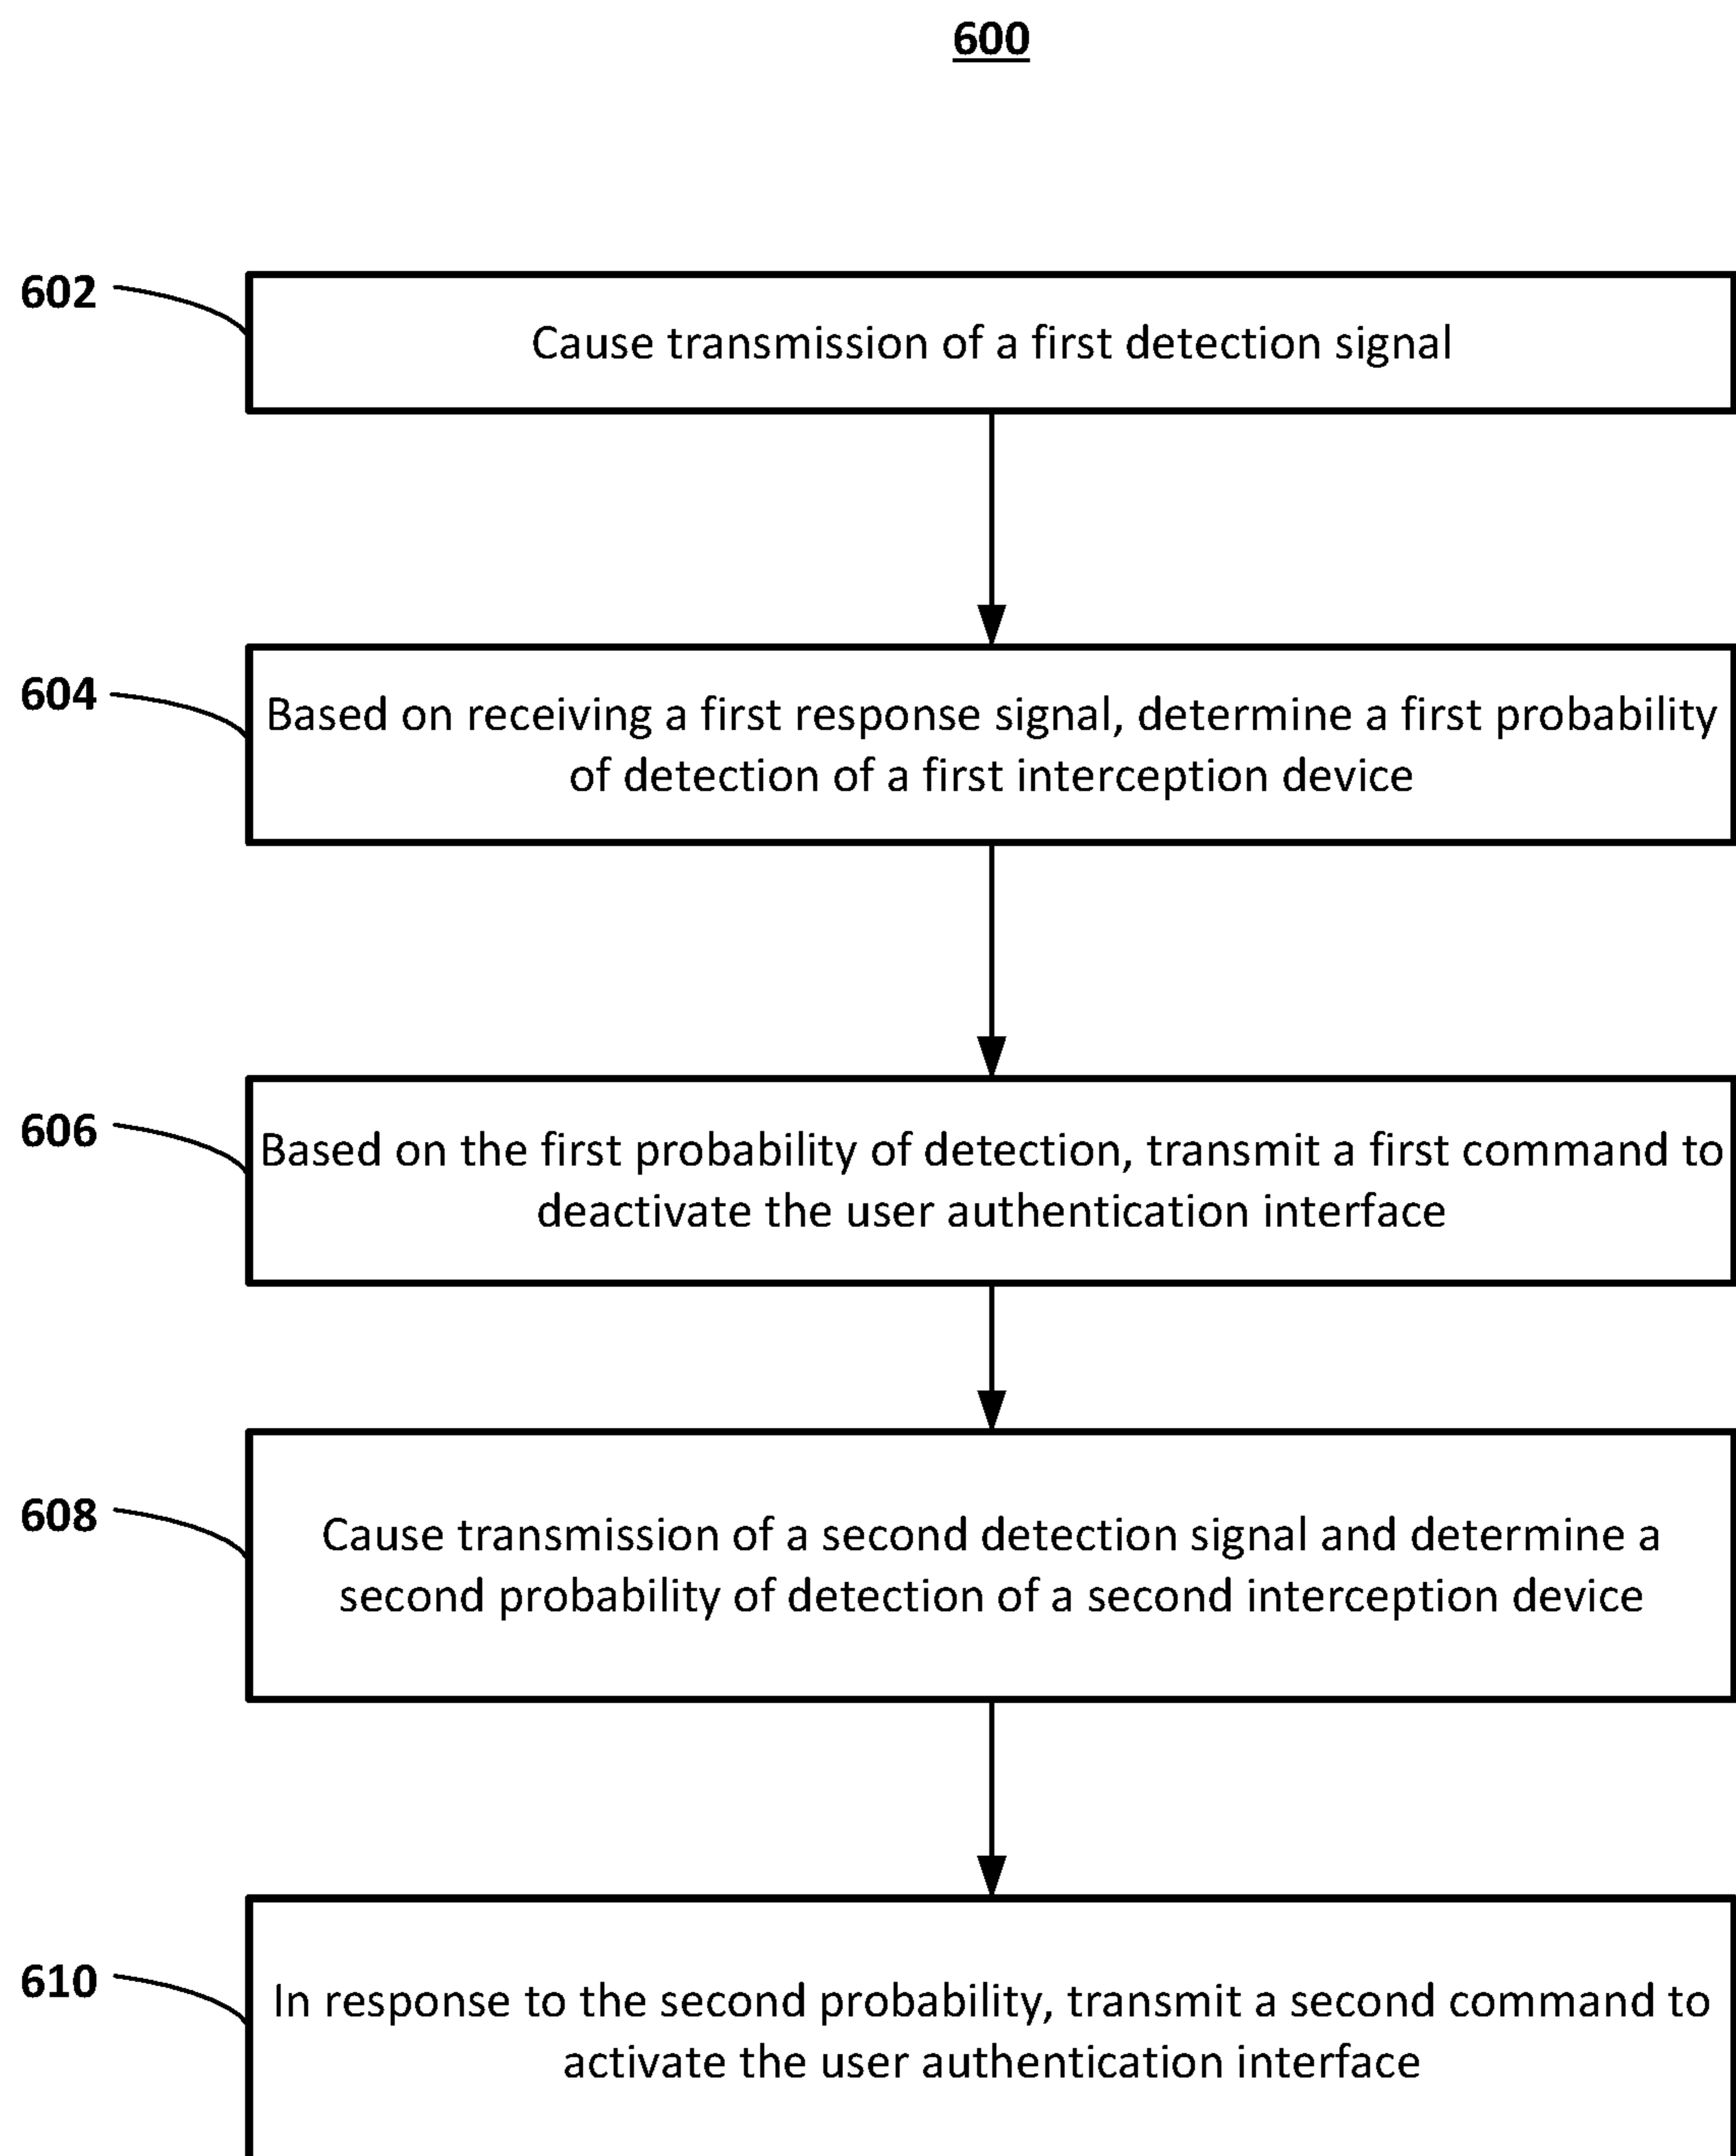 600
602
Cause transmission of a first detection signal
604
Based on receiving a first response signal, determine a first probability
of detection of a first interception device
606
Based on the first probability of detection, transmit a first command to
deactivate the user authentication interface
608
Cause transmission of a second detection signal and determine a
second probability of detection of a second interception device
610
In response to the second probability, transmit a second command to
activate the user authentication interface